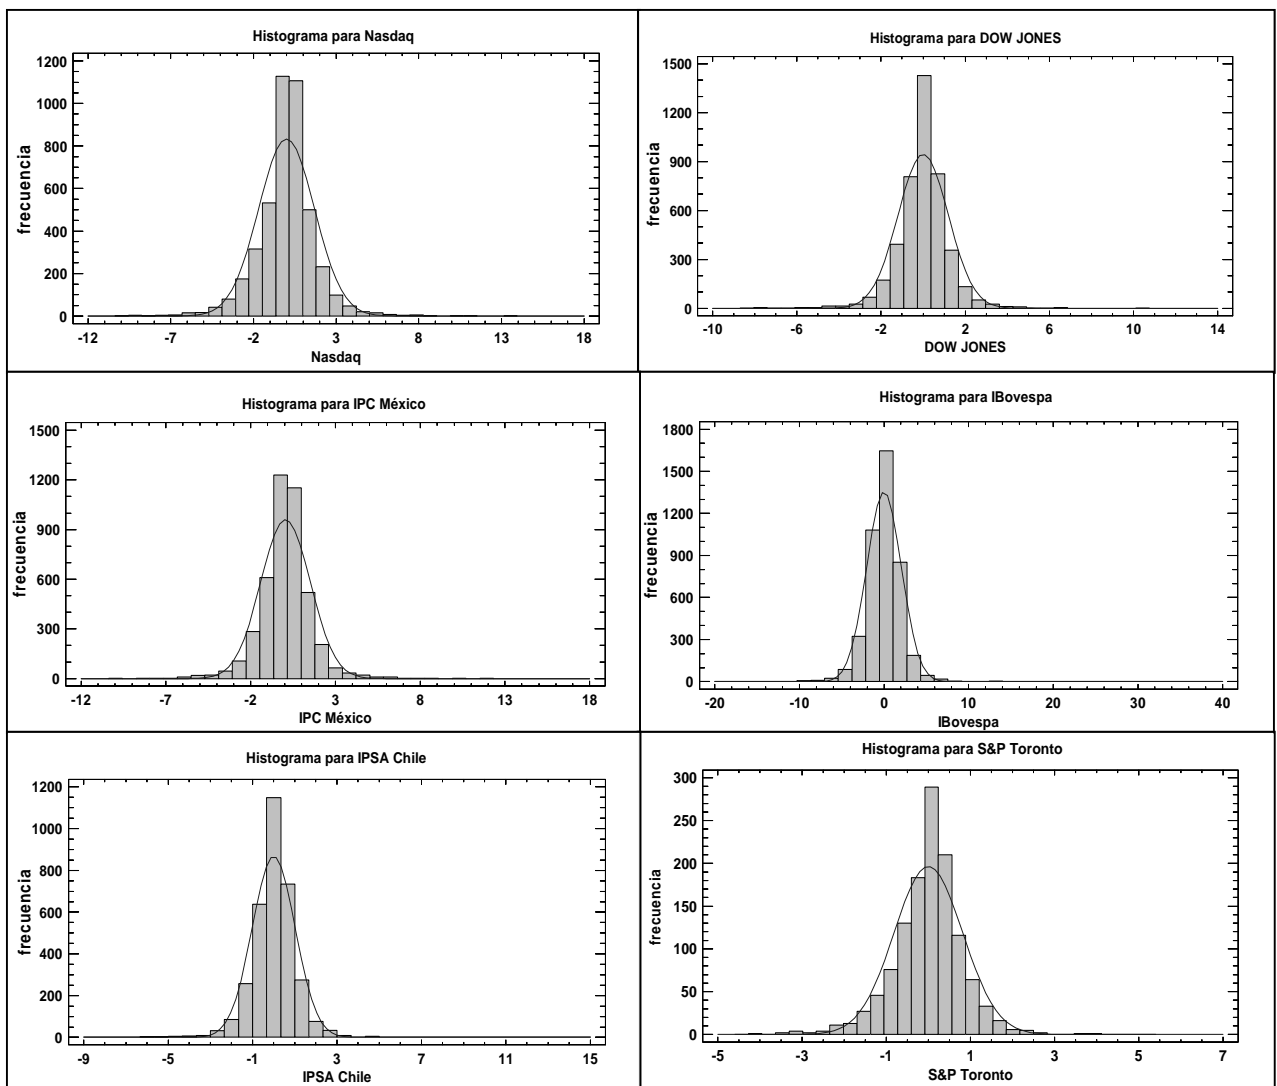 Histograma para Nasdaq
1200
1000
800
600
400
200
0
frecuencia
-12 -7 -2 3 8 13 18
Nasdaq
Histograma para DOW JONES
1500
1200
900
600
300
0
frecuencia
-10 -6 -2 2 6 10 14
DOW JONES
Histograma para IPC México
1500
1200
900
600
300
0
frecuencia
-12 -7 -2 3 8 13 18
IPC México
Histograma para IBovespa
1800
1500
1200
900
600
300
0
frecuencia
-20 -10 0 10 20 30 40
IBovespa
Histograma para IPSA Chile
1200
1000
800
600
400
200
0
frecuencia
-9 -5 -1 3 7 11 15
IPSA Chile
Histograma para S&P Toronto
300
250
200
150
100
50
0
frecuencia
-5 -3 -1 1 3 5 7
S&P Toronto